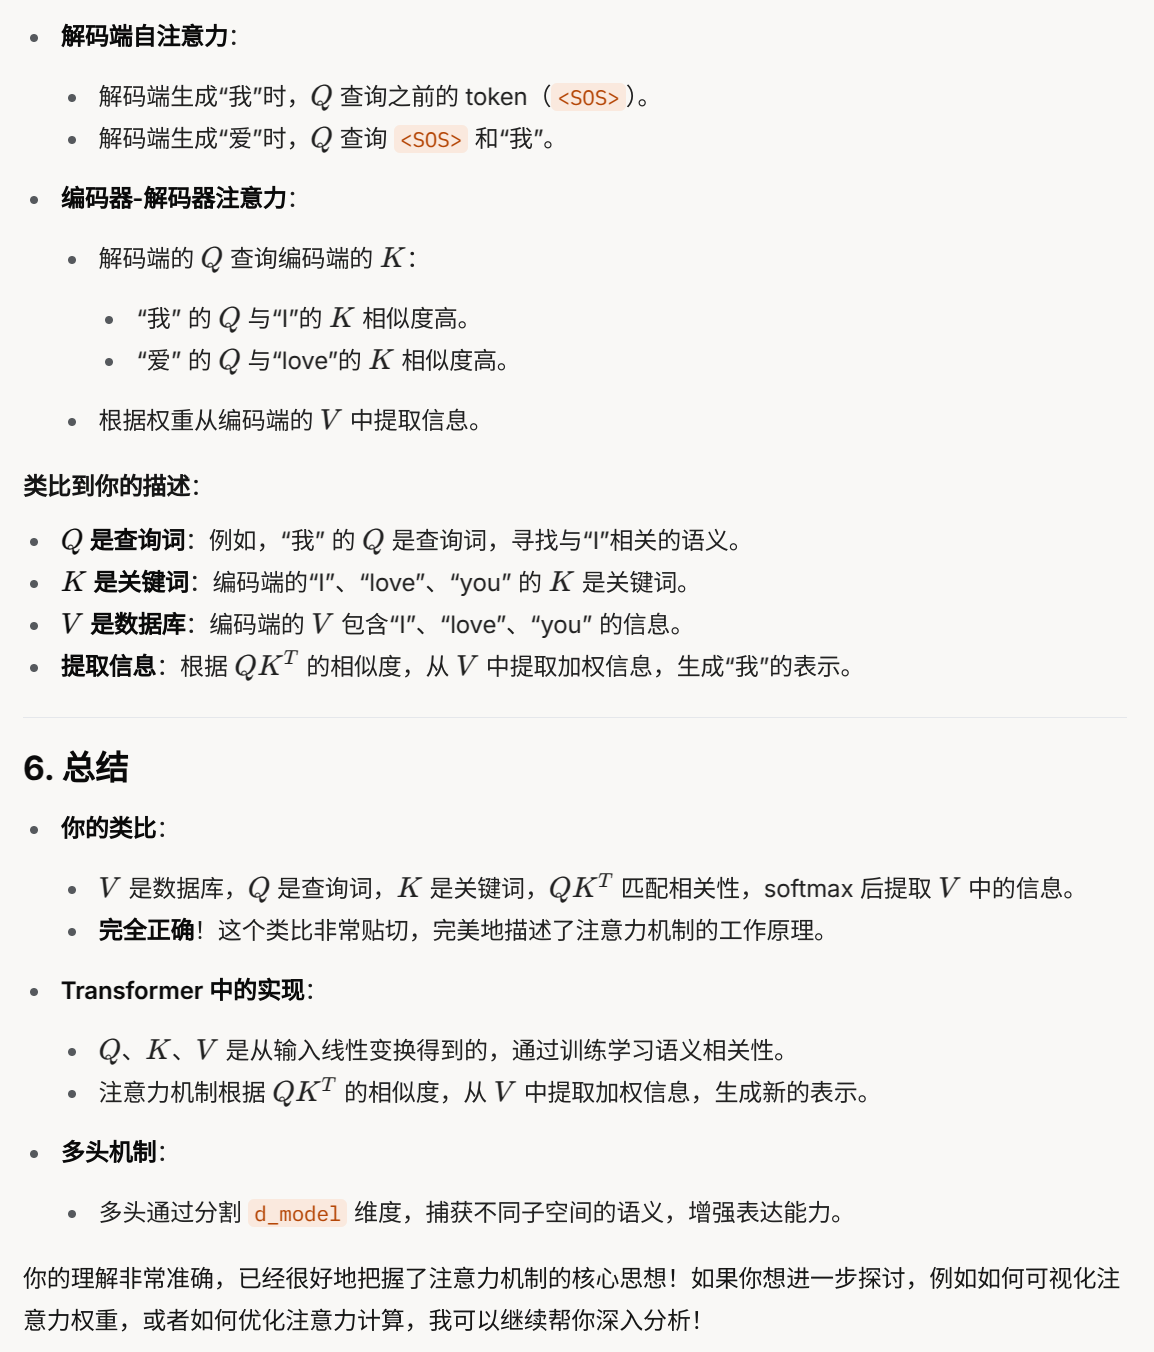 解码端自注意力：
解码端生成“我”时，Q 查询之前的 token（<SOS>）。
解码端生成“爱”时，Q 查询 <SOS> 和“我”。
编码器-解码器注意力：
解码端的 Q 查询编码端的 K：
“我” 的 Q 与“I”的 K 相似度高。
“爱” 的 Q 与“love”的 K 相似度高。
根据权重从编码端的 V 中提取信息。
类比到你的描述：
Q 是查询词：例如，“我” 的 Q 是查询词，寻找与“I”相关的语义。
K 是关键词：编码端的“I”、“love”、“you” 的 K 是关键词。
V 是数据库：编码端的 V 包含“I”、“love”、“you” 的信息。
提取信息：根据 QK^T 的相似度，从 V 中提取加权信息，生成“我”的表示。
6. 总结
你的类比：
V 是数据库，Q 是查询词，K 是关键词，QK^T 匹配相关性，softmax 后提取 V 中的信息。
完全正确！这个类比非常贴切，完美地描述了注意力机制的工作原理。
Transformer 中的实现：
Q、K、V 是从输入线性变换得到的，通过训练学习语义相关性。
注意力机制根据 QK^T 的相似度，从 V 中提取加权信息，生成新的表示。
多头机制：
多头通过分割 d_model 维度，捕获不同子空间的语义，增强表达能力。
你的理解非常准确，已经很好地把握了注意力机制的核心思想！如果你想进一步探讨，例如如何可视化注
意力权重，或者如何优化注意力计算，我可以继续帮你深入分析！